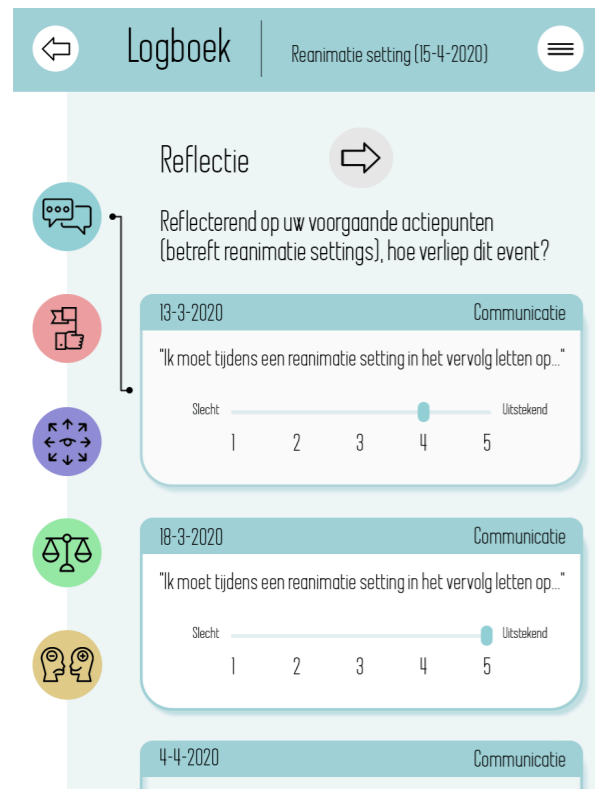 Logboek
Reanimatie setting (15-4-2020)
Reflectie
Reflecterend op uw voorgaande actiepunten
(betreft reanimatie settings), hoe verliep dit event?
13-3-2020 Communicatie
"Ik moet tijdens een reanimatie setting in het vervolg letten op..."
Slecht Uitstekend
1 2 3 4 5
18-3-2020 Communicatie
"Ik moet tijdens een reanimatie setting in het vervolg letten op..."
Slecht Uitstekend
1 2 3 4 5
4-4-2020 Communicatie